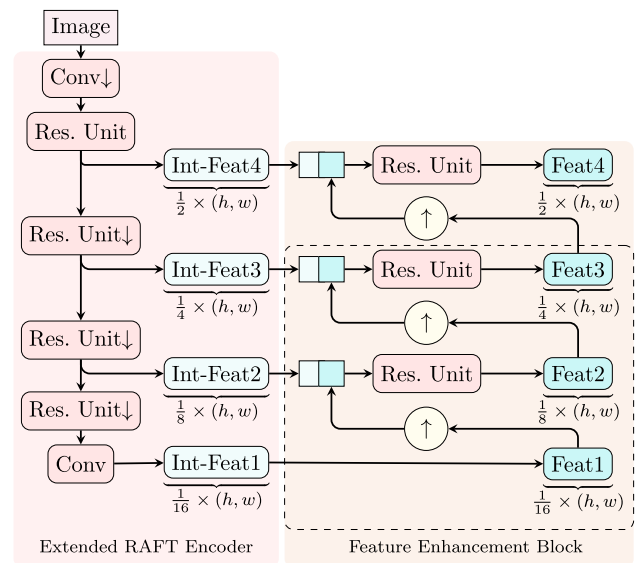 Image
Conv↓
Res. Unit
Int-Feat4
Res. Unit
Feat4
1/2 × (h, w)
1/2 × (h, w)
↑
Res. Unit↓
Int-Feat3
Res. Unit
Feat3
1/4 × (h, w)
1/4 × (h, w)
↑
Res. Unit↓
Int-Feat2
Res. Unit
Feat2
1/8 × (h, w)
1/8 × (h, w)
Res. Unit↓
↑
Conv
Int-Feat1
Feat1
1/16 × (h, w)
1/16 × (h, w)
Extended RAFT Encoder
Feature Enhancement Block